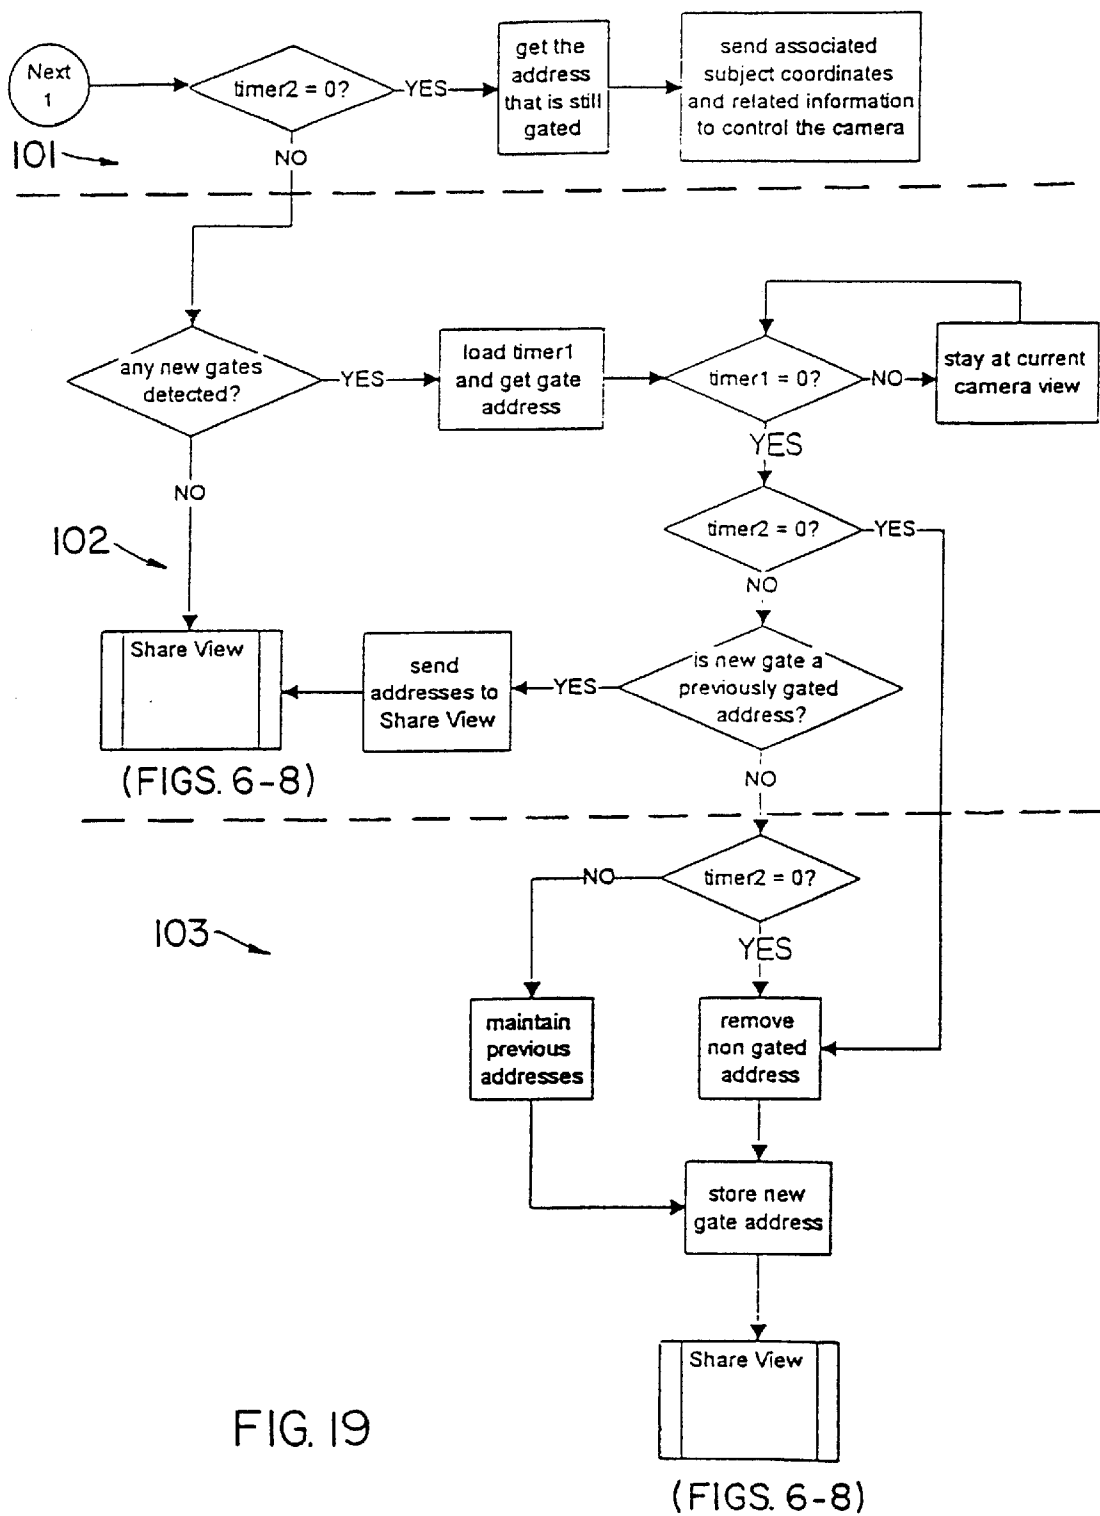 Next
1
timer2 = 0?
YES
get the
address
that is still
gated
send associated
subject coordinates
and related information
to control the camera
101
NO
any new gates
detected?
YES
load timer1
and get gate
address
timer1 = 0?
NO
stay at current
camera view
YES
NO
timer2 = 0?
YES
102
NO
Share View
send
addresses to
Share View
YES
is new gate a
previously gated
address?
(FIGS. 6-8)
NO
NO
timer2 = 0?
103
YES
maintain
previous
addresses
remove
non gated
address
store new
gate address
Share View
FIG. 19
(FIGS. 6-8)